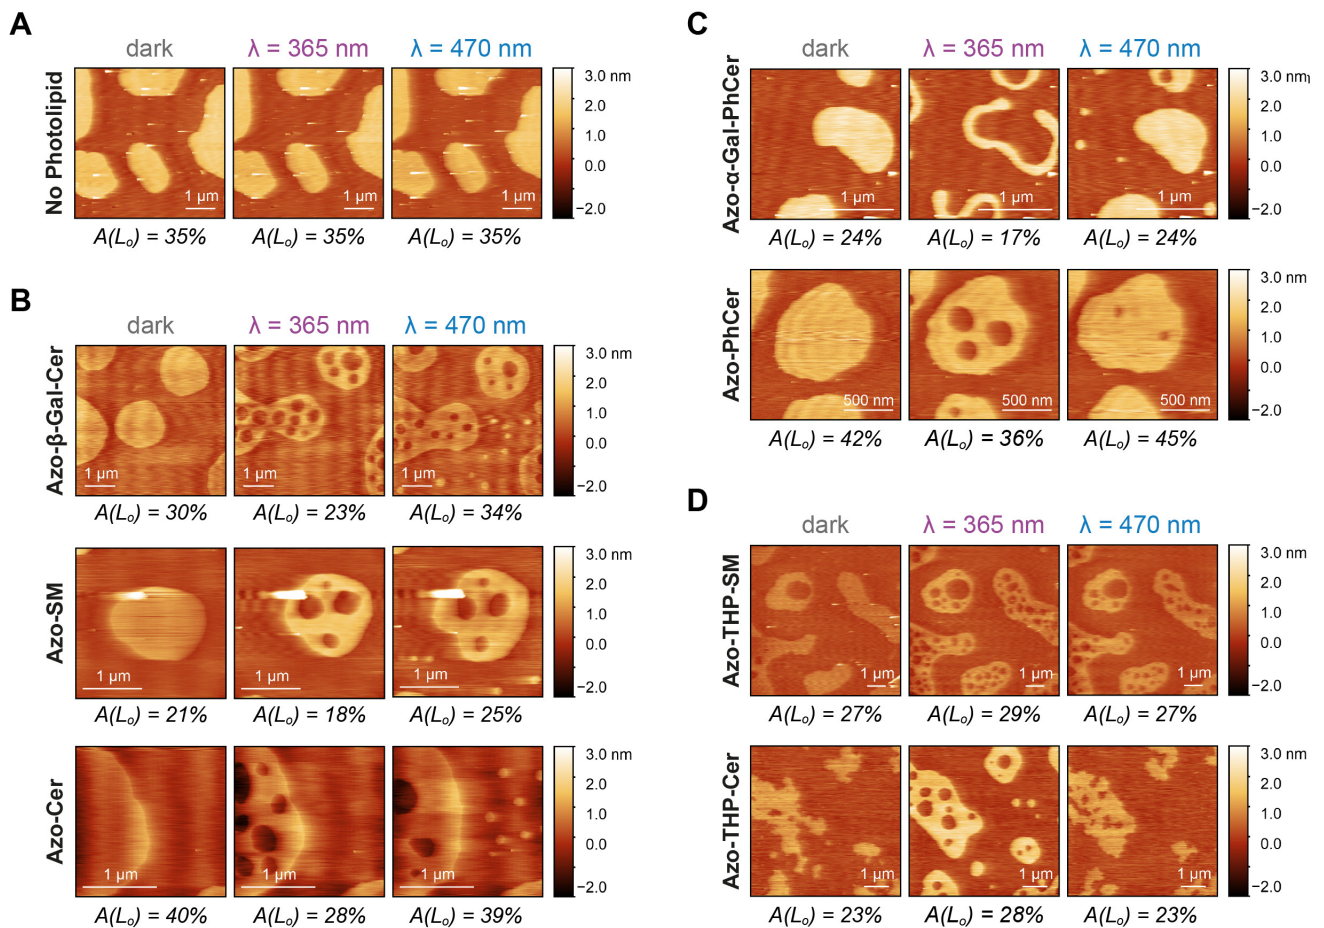 A
dark
λ = 365 nm
λ = 470 nm
No Photolipid
1 μm
1 μm
1 μm
3.0 nm
2.0
1.0
0.0
−2.0
A(Lₒ) = 35%
A(Lₒ) = 35%
A(Lₒ) = 35%
B
dark
λ = 365 nm
λ = 470 nm
Azo-β-Gal-Cer
1 μm
1 μm
1 μm
3.0 nm
2.0
1.0
0.0
−2.0
A(Lₒ) = 30%
A(Lₒ) = 23%
A(Lₒ) = 34%
Azo-SM
1 μm
1 μm
1 μm
3.0 nm
2.0
1.0
0.0
−2.0
A(Lₒ) = 21%
A(Lₒ) = 18%
A(Lₒ) = 25%
Azo-Cer
1 μm
1 μm
1 μm
3.0 nm
2.0
1.0
0.0
−2.0
A(Lₒ) = 40%
A(Lₒ) = 28%
A(Lₒ) = 39%
C
dark
λ = 365 nm
λ = 470 nm
Azo-α-Gal-PhCer
1 μm
1 μm
1 μm
3.0 nm
2.0
1.0
0.0
−2.0
A(Lₒ) = 24%
A(Lₒ) = 17%
A(Lₒ) = 24%
Azo-PhCer
500 nm
500 nm
500 nm
3.0 nm
2.0
1.0
0.0
−2.0
A(Lₒ) = 42%
A(Lₒ) = 36%
A(Lₒ) = 45%
D
dark
λ = 365 nm
λ = 470 nm
Azo-THP-SM
1 μm
1 μm
1 μm
3.0 nm
2.0
1.0
0.0
−2.0
A(Lₒ) = 27%
A(Lₒ) = 29%
A(Lₒ) = 27%
Azo-THP-Cer
1 μm
1 μm
1 μm
3.0 nm
2.0
1.0
0.0
−2.0
A(Lₒ) = 23%
A(Lₒ) = 28%
A(Lₒ) = 23%